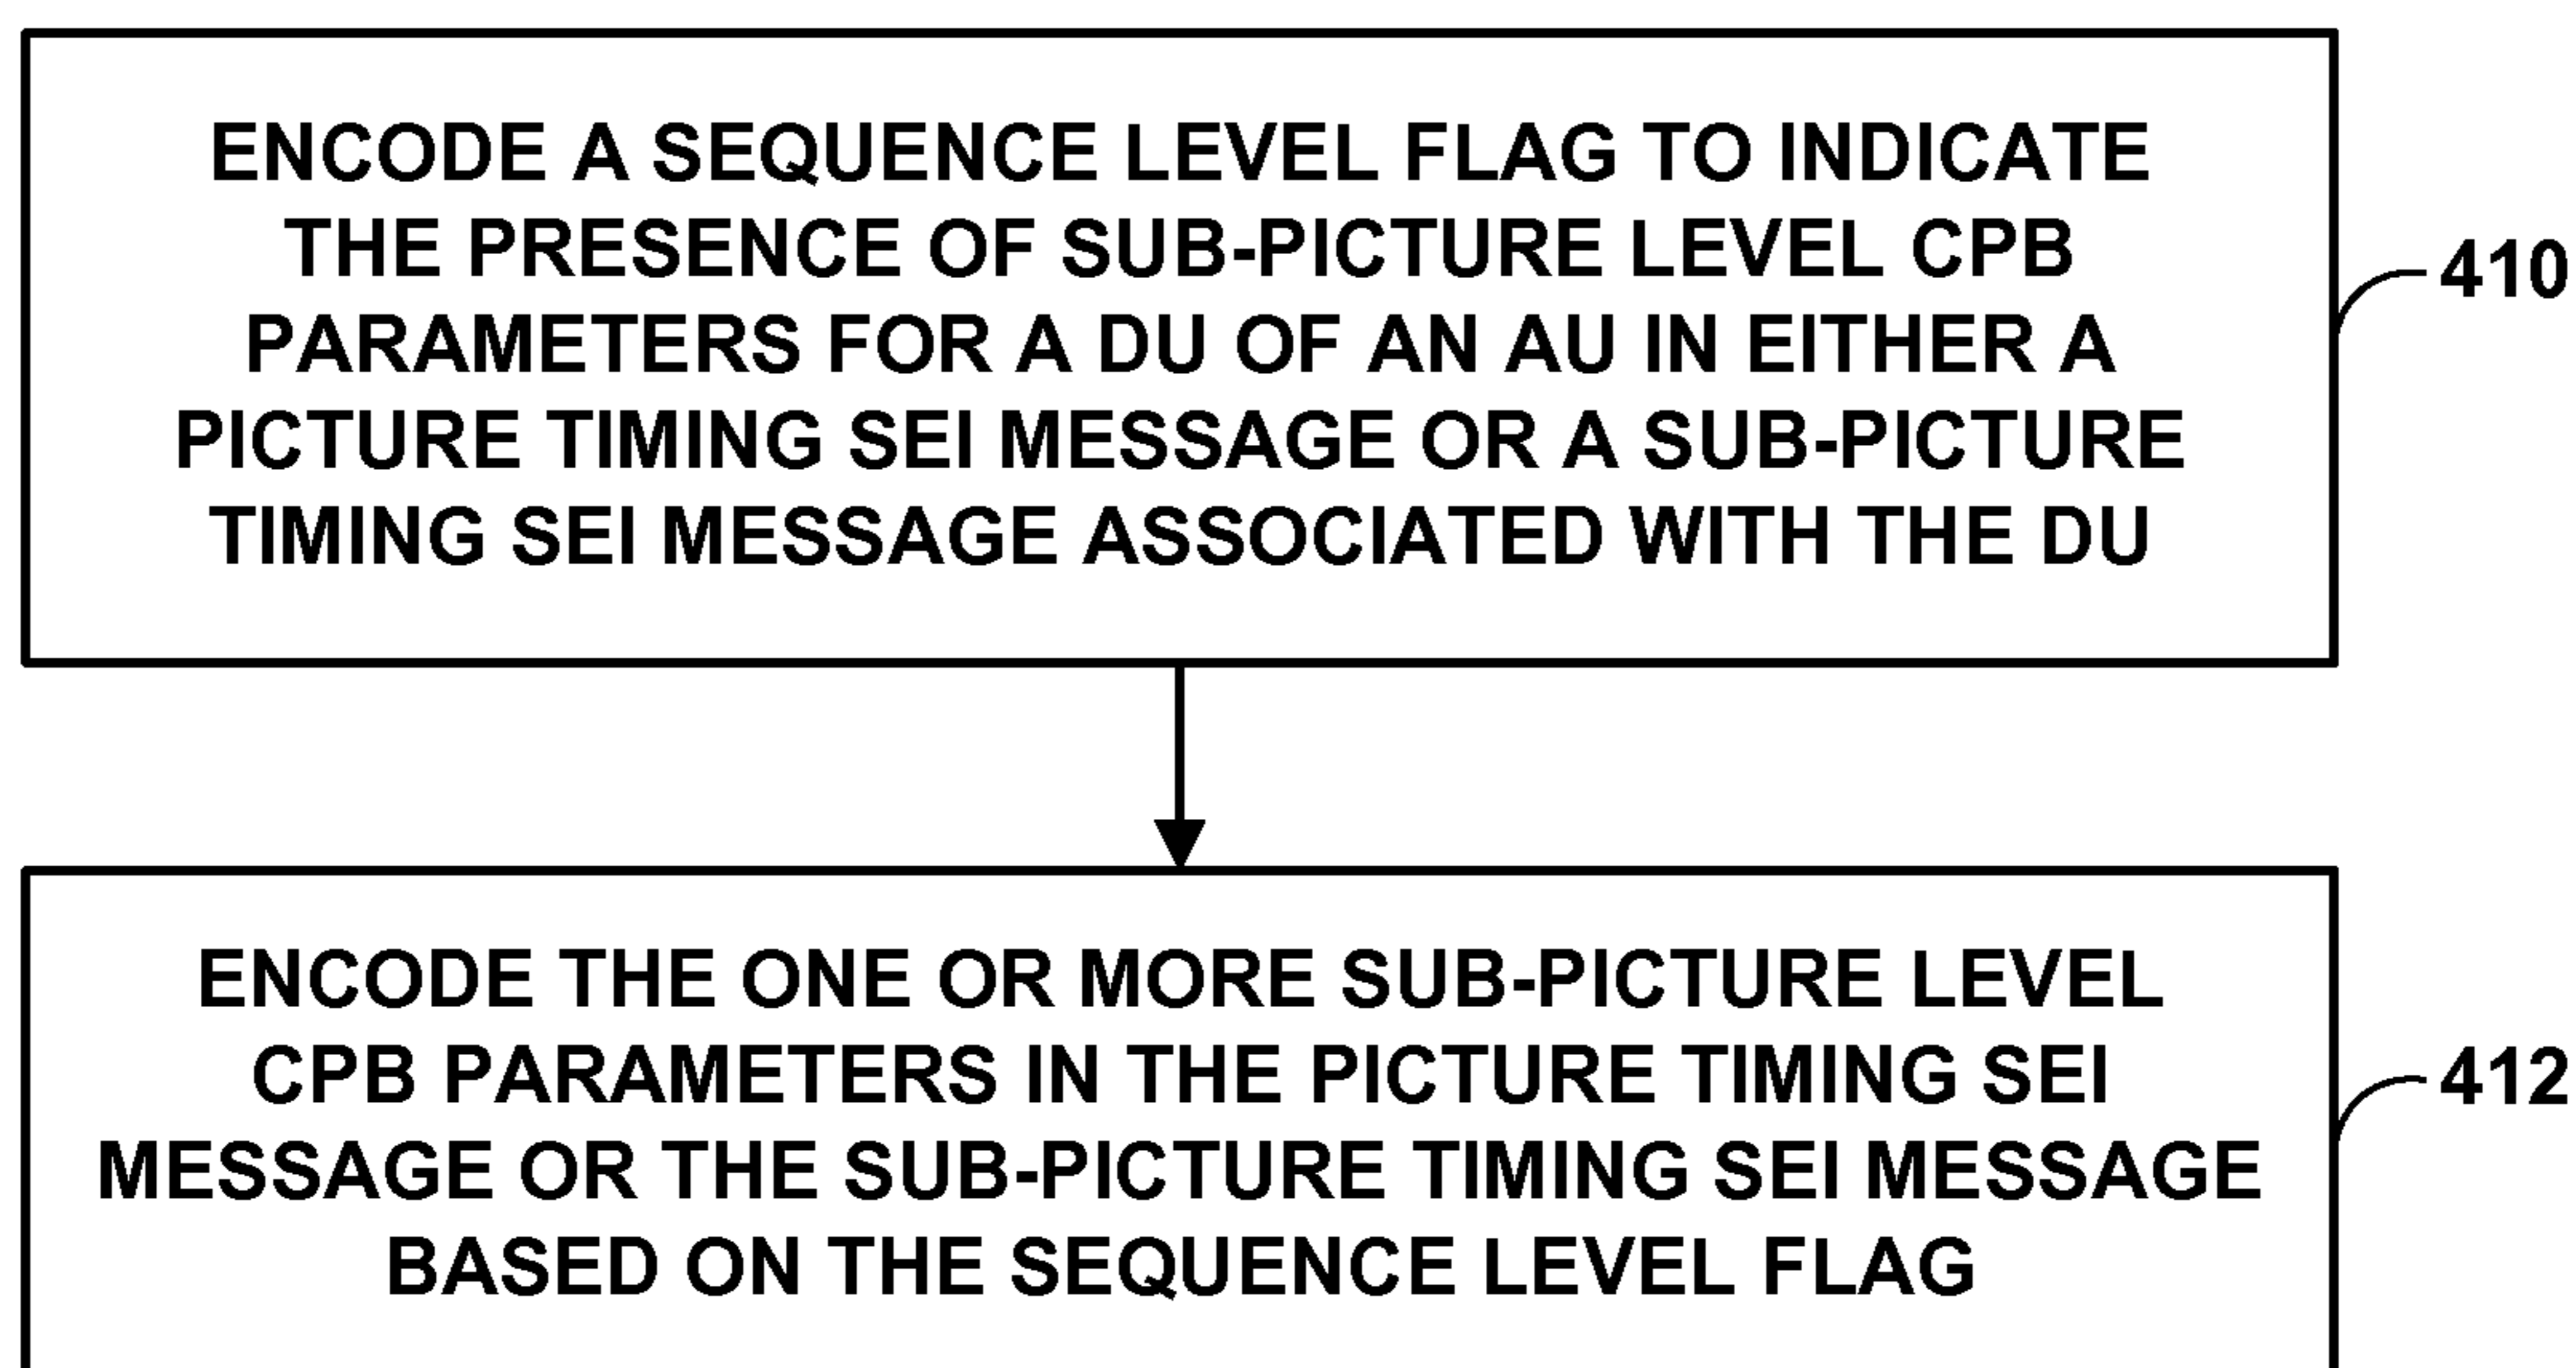 ENCODE A SEQUENCE LEVEL FLAG TO INDICATE
THE PRESENCE OF SUB-PICTURE LEVEL CPB
PARAMETERS FOR A DU OF AN AU IN EITHER A
PICTURE TIMING SEI MESSAGE OR A SUB-PICTURE
TIMING SEI MESSAGE ASSOCIATED WITH THE DU
410
ENCODE THE ONE OR MORE SUB-PICTURE LEVEL
CPB PARAMETERS IN THE PICTURE TIMING SEI
MESSAGE OR THE SUB-PICTURE TIMING SEI MESSAGE
BASED ON THE SEQUENCE LEVEL FLAG
412